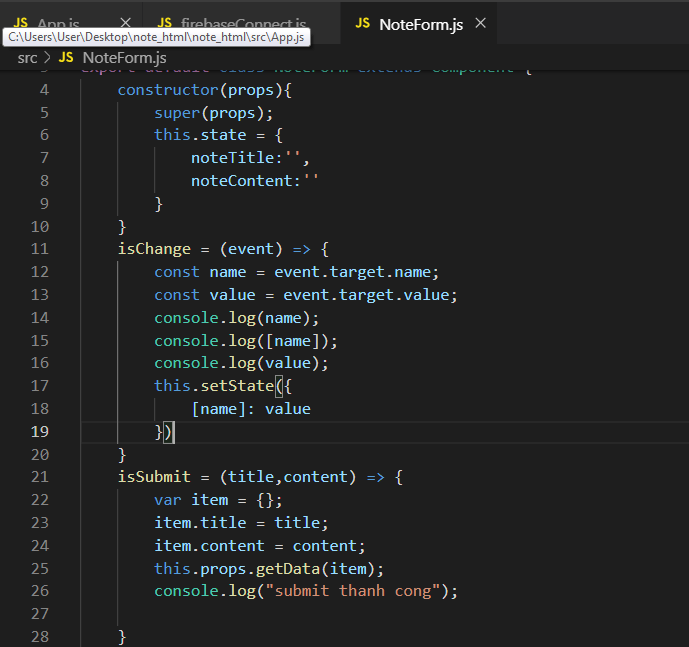 JS App.js × JS firebaseConnect.js JS NoteForm.js ×
C:\Users\User\Desktop\note_html\note_html\src\App.js
src > JS NoteForm.js
3 export default class NoteForm extends Component {
4 constructor(props){
5 super(props);
6 this.state = {
7 noteTitle:'',
8 noteContent:''
9 }
10 }
11 isChange = (event) => {
12 const name = event.target.name;
13 const value = event.target.value;
14 console.log(name);
15 console.log([name]);
16 console.log(value);
17 this.setState({
18 [name]: value
19 })
20 }
21 isSubmit = (title,content) => {
22 var item = {};
23 item.title = title;
24 item.content = content;
25 this.props.getData(item);
26 console.log("submit thanh cong");
27
28 }